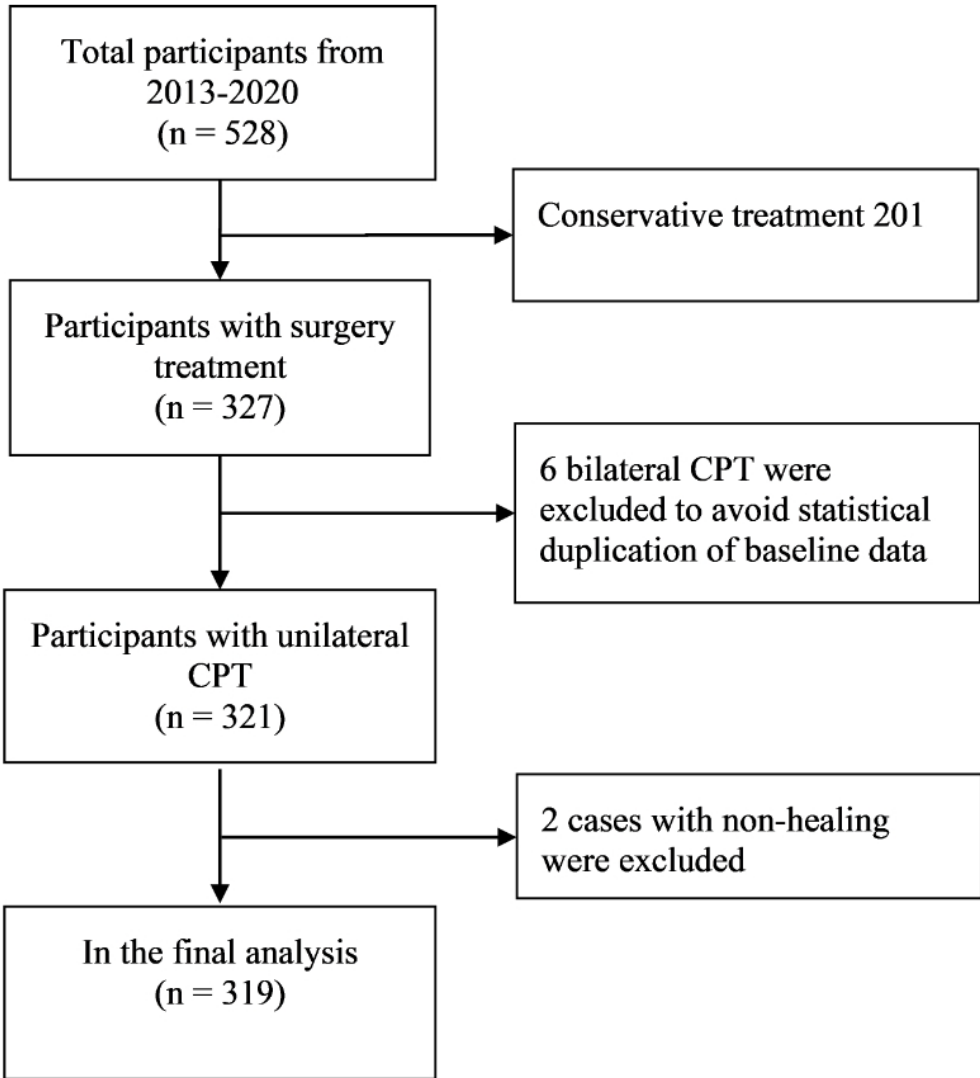 Total participants from
2013-2020
(n = 528)
Conservative treatment 201
Participants with surgery
treatment
(n = 327)
6 bilateral CPT were
excluded to avoid statistical
duplication of baseline data
Participants with unilateral
CPT
(n = 321)
2 cases with non-healing
were excluded
In the final analysis
(n = 319)